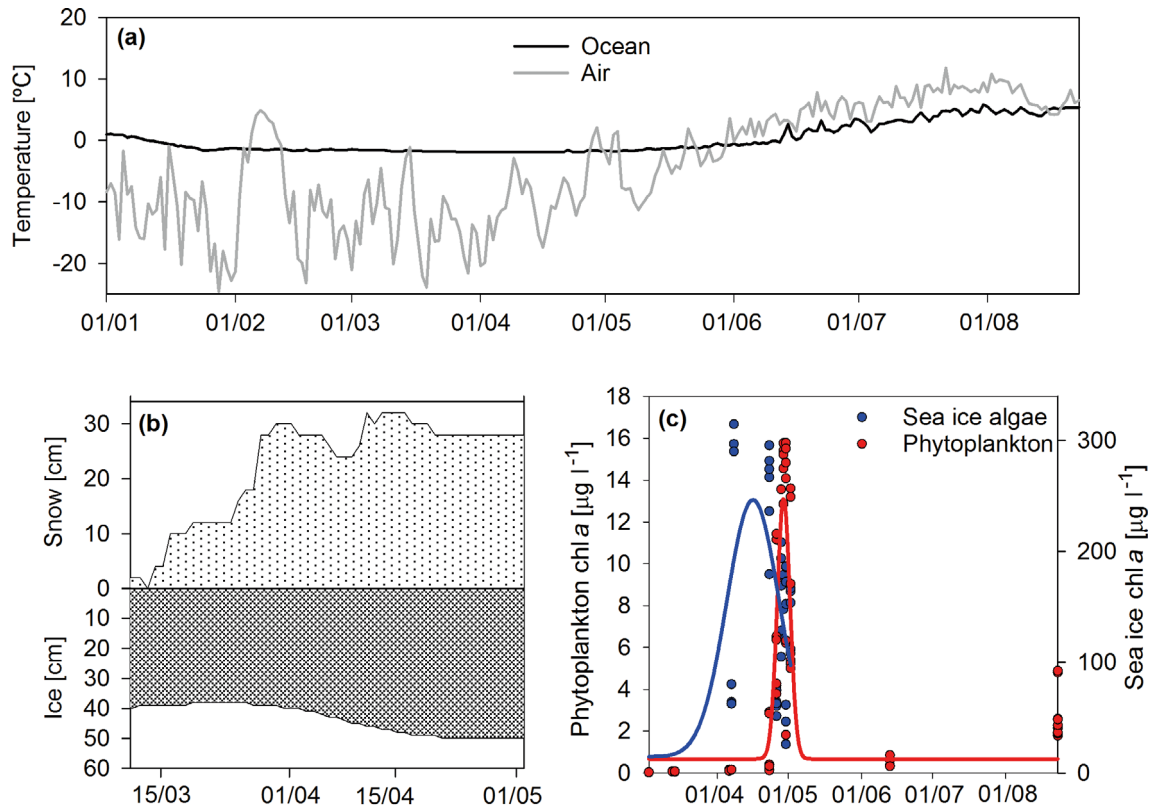 (a)
Ocean
Air
Temperature [ºC]
20
10
0
-10
-20
01/01 01/02 01/03 01/04 01/05 01/06 01/07 01/08
(b)
Snow [cm]
30
20
10
0
Ice [cm]
10
20
30
40
50
60
15/03 01/04 15/04 01/05
(c)
Sea ice algae
Phytoplankton
Phytoplankton chl a [µg l⁻¹]
18
16
14
12
10
8
6
4
2
0
Sea ice chl a [µg l⁻¹]
300
200
100
0
01/04 01/05 01/06 01/07 01/08